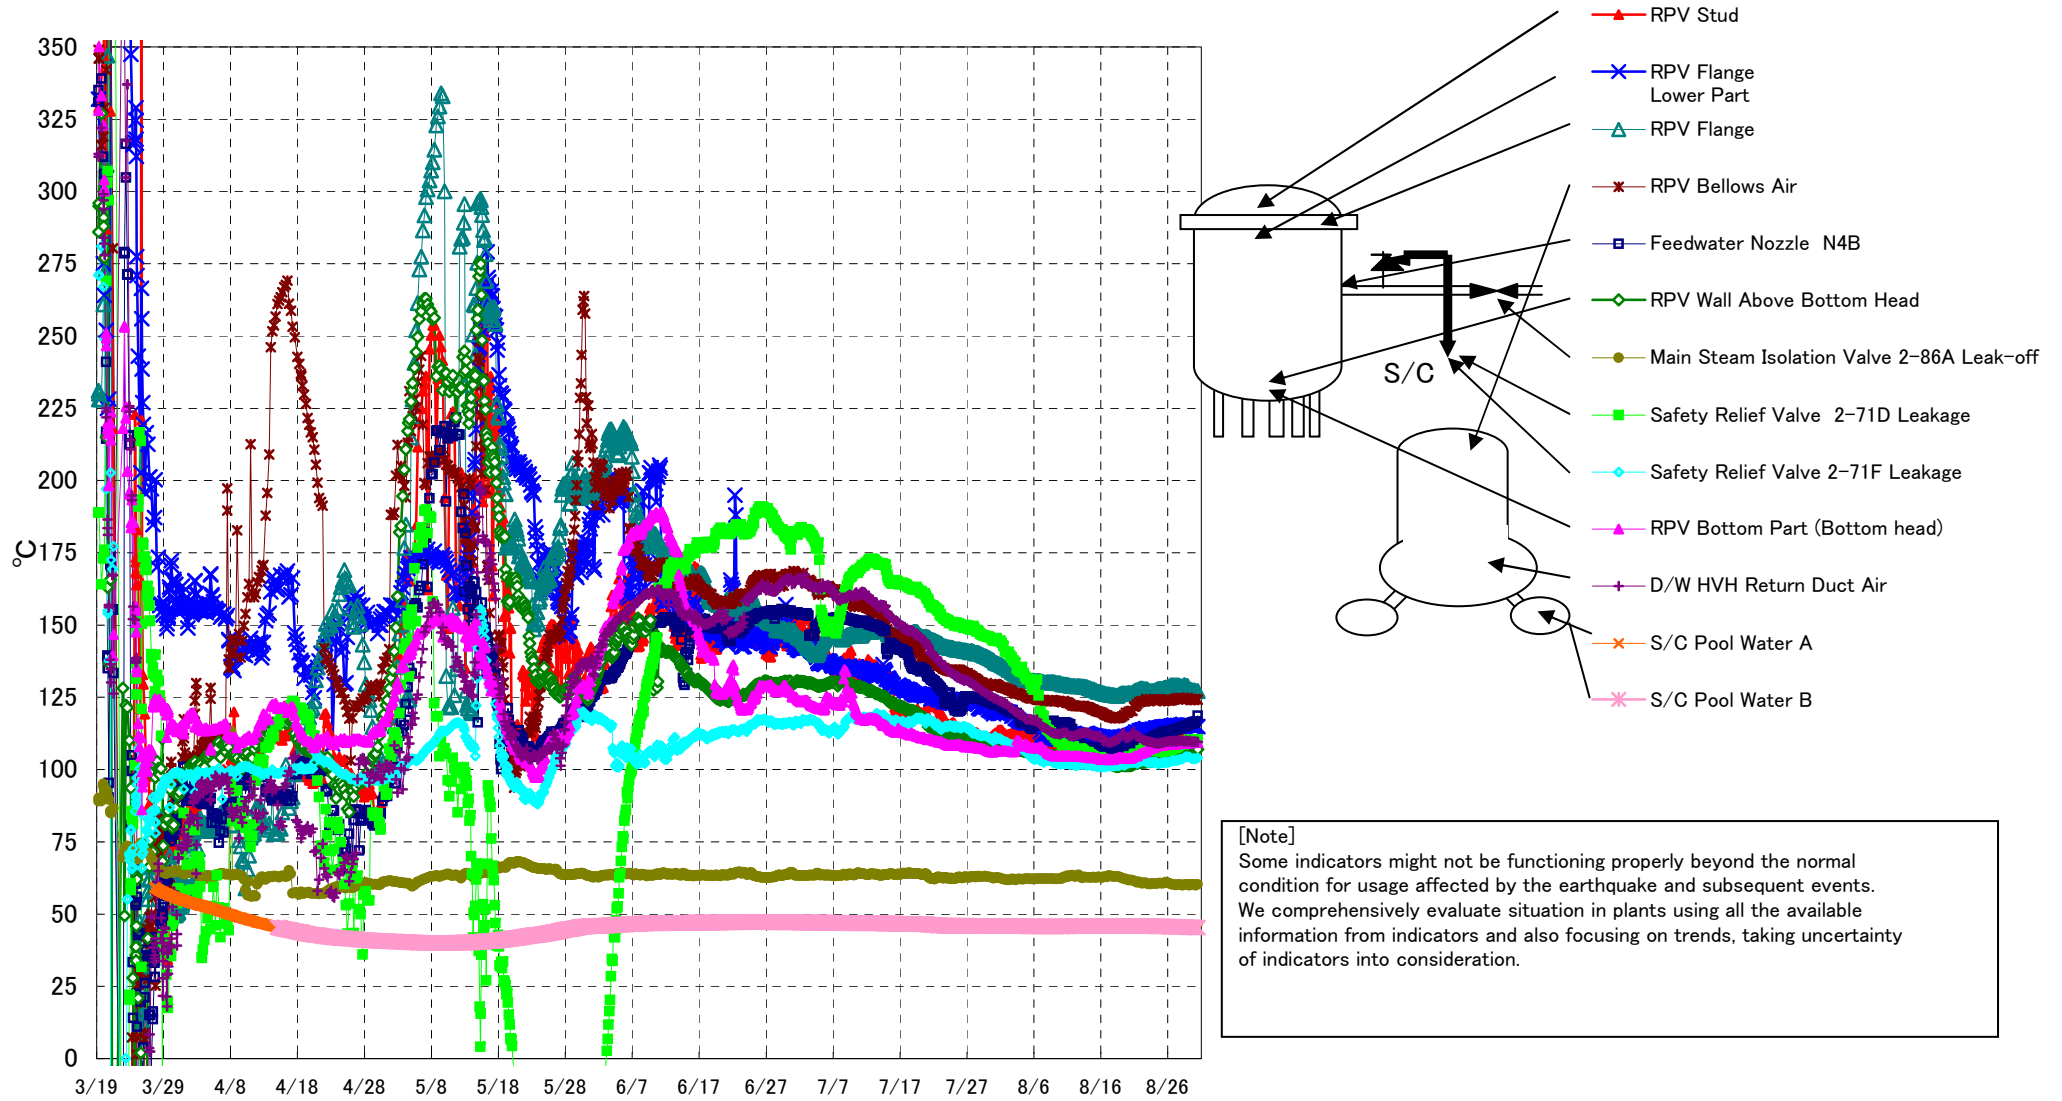 350
325
300
275
250
225
200
175
150
125
100
75
50
25
0
°C
3/19 3/29 4/8 4/18 4/28 5/8 5/18 5/28 6/7 6/17 6/27 7/7 7/17 7/27 8/6 8/16 8/26
RPV Stud
RPV Flange
Lower Part
RPV Flange
RPV Bellows Air
Feedwater Nozzle N4B
RPV Wall Above Bottom Head
Main Steam Isolation Valve 2-86A Leak-off
Safety Relief Valve 2-71D Leakage
Safety Relief Valve 2-71F Leakage
RPV Bottom Part (Bottom head)
D/W HVH Return Duct Air
S/C Pool Water A
S/C Pool Water B
S/C
[Note]
Some indicators might not be functioning properly beyond the normal
condition for usage affected by the earthquake and subsequent events.
We comprehensively evaluate situation in plants using all the available
information from indicators and also focusing on trends, taking uncertainty
of indicators into consideration.